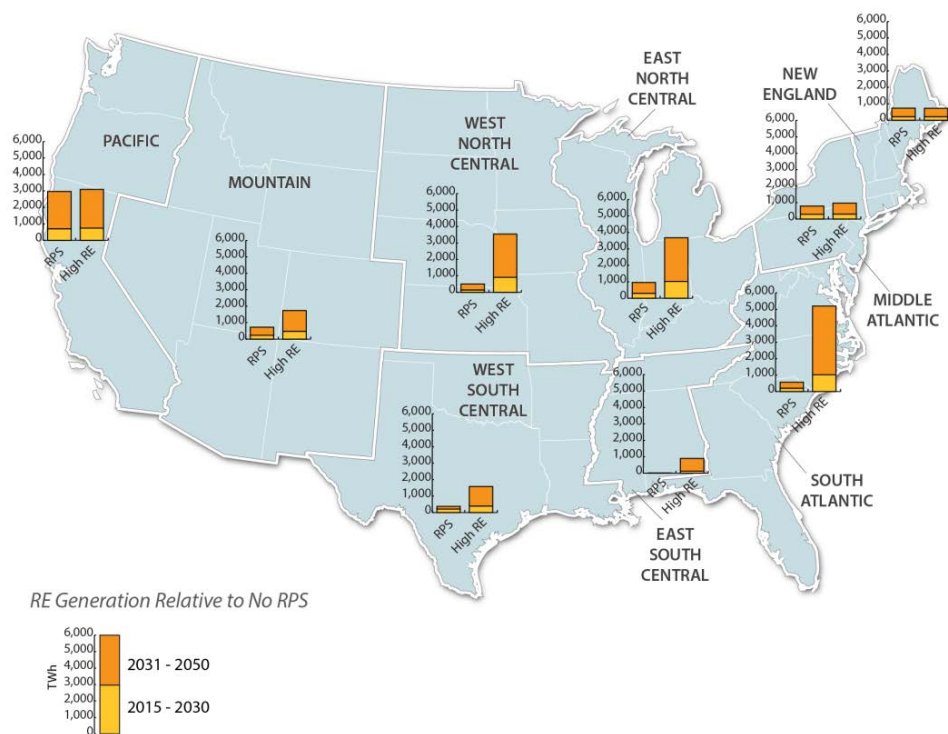 6,000
5,000
4,000
3,000
2,000
1,000
0
RPS
High RE
NEW
ENGLAND
EAST
NORTH
CENTRAL
WEST
NORTH
CENTRAL
PACIFIC
MOUNTAIN
6,000
5,000
4,000
3,000
2,000
1,000
0
RPS
High RE
6,000
5,000
4,000
3,000
2,000
1,000
0
RPS
High RE
6,000
5,000
4,000
3,000
2,000
1,000
0
RPS
High RE
6,000
5,000
4,000
3,000
2,000
1,000
0
RPS
High RE
6,000
5,000
4,000
3,000
2,000
1,000
0
RPS
High RE
MIDDLE
ATLANTIC
6,000
5,000
4,000
3,000
2,000
1,000
0
RPS
High RE
WEST
SOUTH
CENTRAL
6,000
5,000
4,000
3,000
2,000
1,000
0
RPS
High RE
6,000
5,000
4,000
3,000
2,000
1,000
0
RPS
High RE
SOUTH
ATLANTIC
EAST
SOUTH
CENTRAL
RE Generation Relative to No RPS
6,000
5,000
4,000
3,000
2,000
1,000
0
TWh
2031 - 2050
2015 - 2030